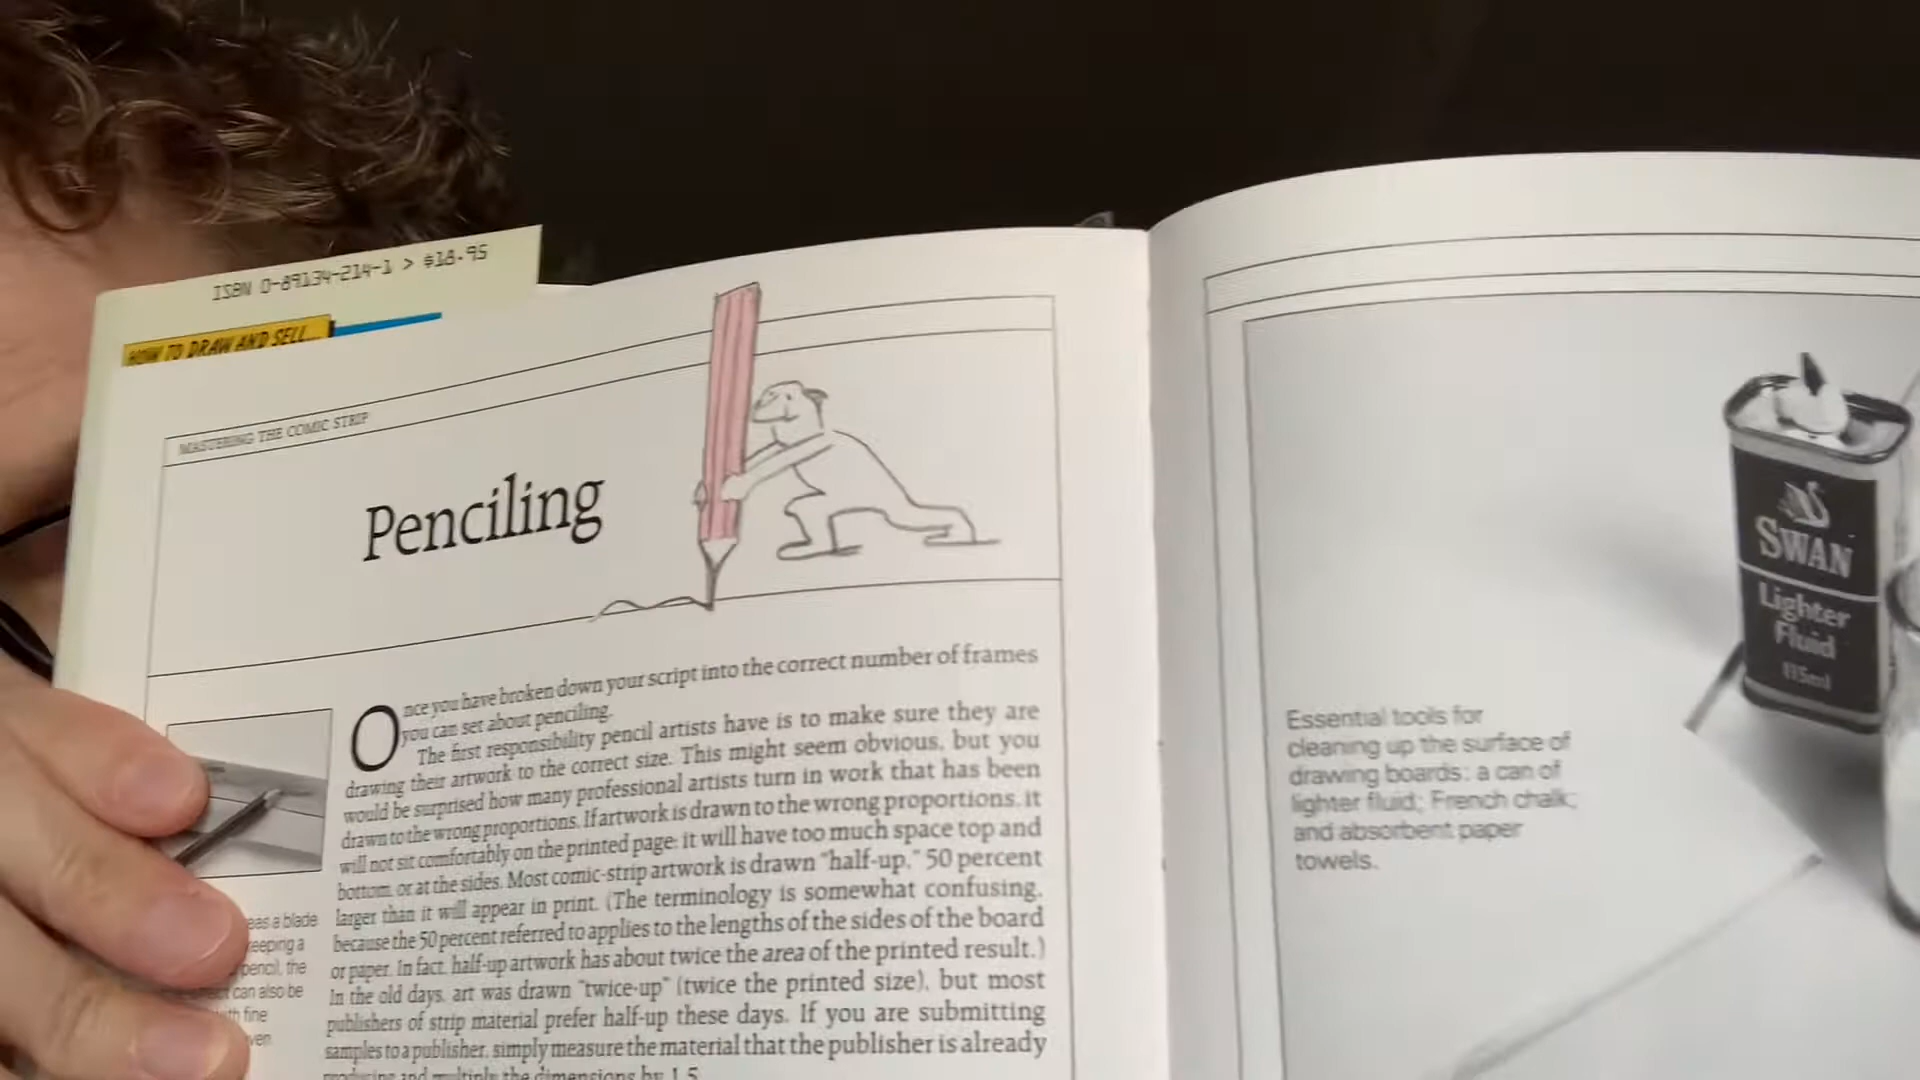 ISBN 0-89134-214-1 > $18.95
HOW TO DRAW AND SELL...
MASTERING THE COMIC STRIP
Penciling
Once you have broken down your script into the correct number of frames
you can set about penciling.
The first responsibility pencil artists have is to make sure they are
drawing their artwork to the correct size. This might seem obvious, but you
would be surprised how many professional artists turn in work that has been
drawn to the wrong proportions. If artwork is drawn to the wrong proportions, it
will not sit comfortably on the printed page; it will have too much space top and
bottom, or at the sides. Most comic-strip artwork is drawn "half-up," 50 percent
larger than it will appear in print. (The terminology is somewhat confusing,
because the 50 percent referred to applies to the lengths of the sides of the board
or paper. In fact, half-up artwork has about twice the area of the printed result.)
In the old days, art was drawn "twice-up" (twice the printed size), but most
publishers of strip material prefer half-up these days. If you are submitting
samples to a publisher, simply measure the material that the publisher is already
producing and multiply the dimensions by 1.5
eas a blade
eeping a
pencil, the
can also be
th fine
ven
SWAN
Lighter
Fluid
115ml
Essential tools for
cleaning up the surface of
drawing boards: a can of
lighter fluid; French chalk;
and absorbent paper
towels.